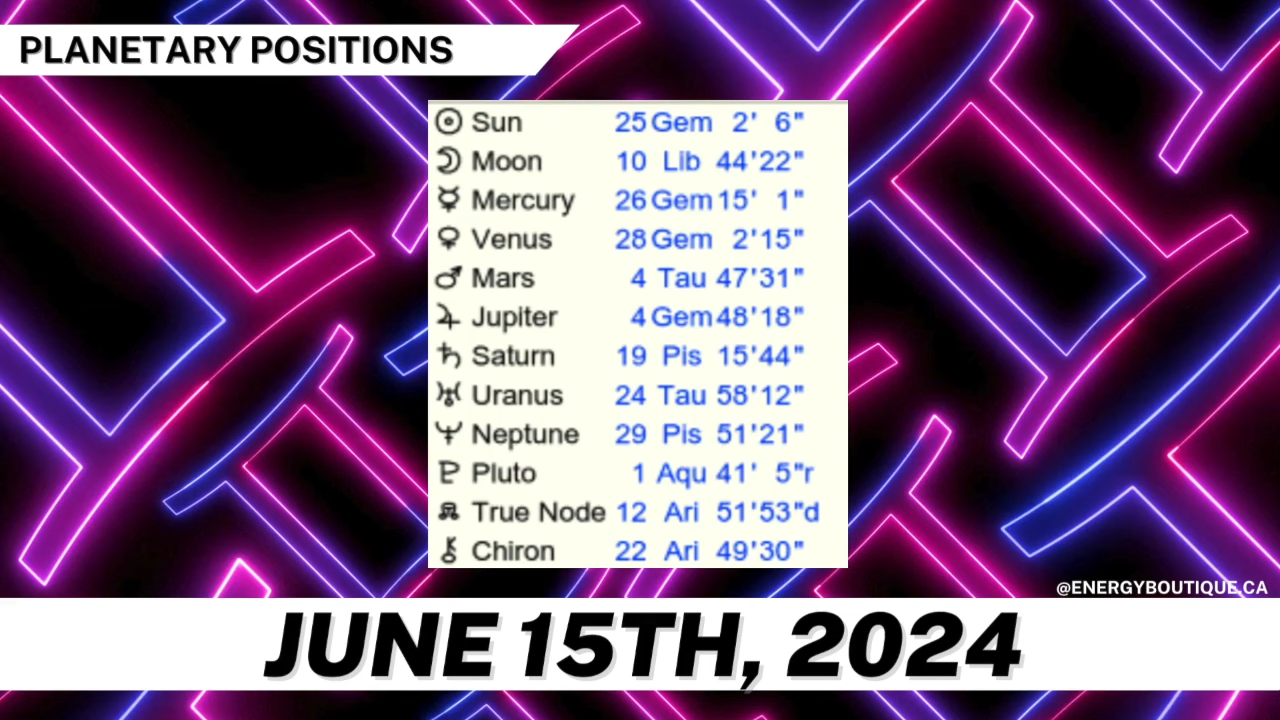 PLANETARY POSITIONS
Sun 25 Gem 2' 6"
Moon 10 Lib 44'22"
Mercury 26 Gem 15' 1"
Venus 28 Gem 2'15"
Mars 4 Tau 47'31"
Jupiter 4 Gem 48'18"
Saturn 19 Pis 15'44"
Uranus 24 Tau 58'12"
Neptune 29 Pis 51'21"
Pluto 1 Aqu 41' 5"r
True Node 12 Ari 51'53"d
Chiron 22 Ari 49'30"
@ENERGYBOUTIQUE.CA
JUNE 15TH, 2024